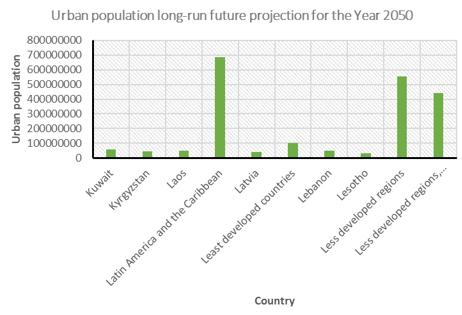 Urban population long-run future projection for the Year 2050
Urban population
800000000
700000000
600000000
500000000
400000000
300000000
200000000
100000000
0
Kuwait
Kyrgyzstan
Laos
Latin America and the Caribbean
Latvia
Least developed countries
Lebanon
Lesotho
Less developed regions
Less developed regions,...
Country